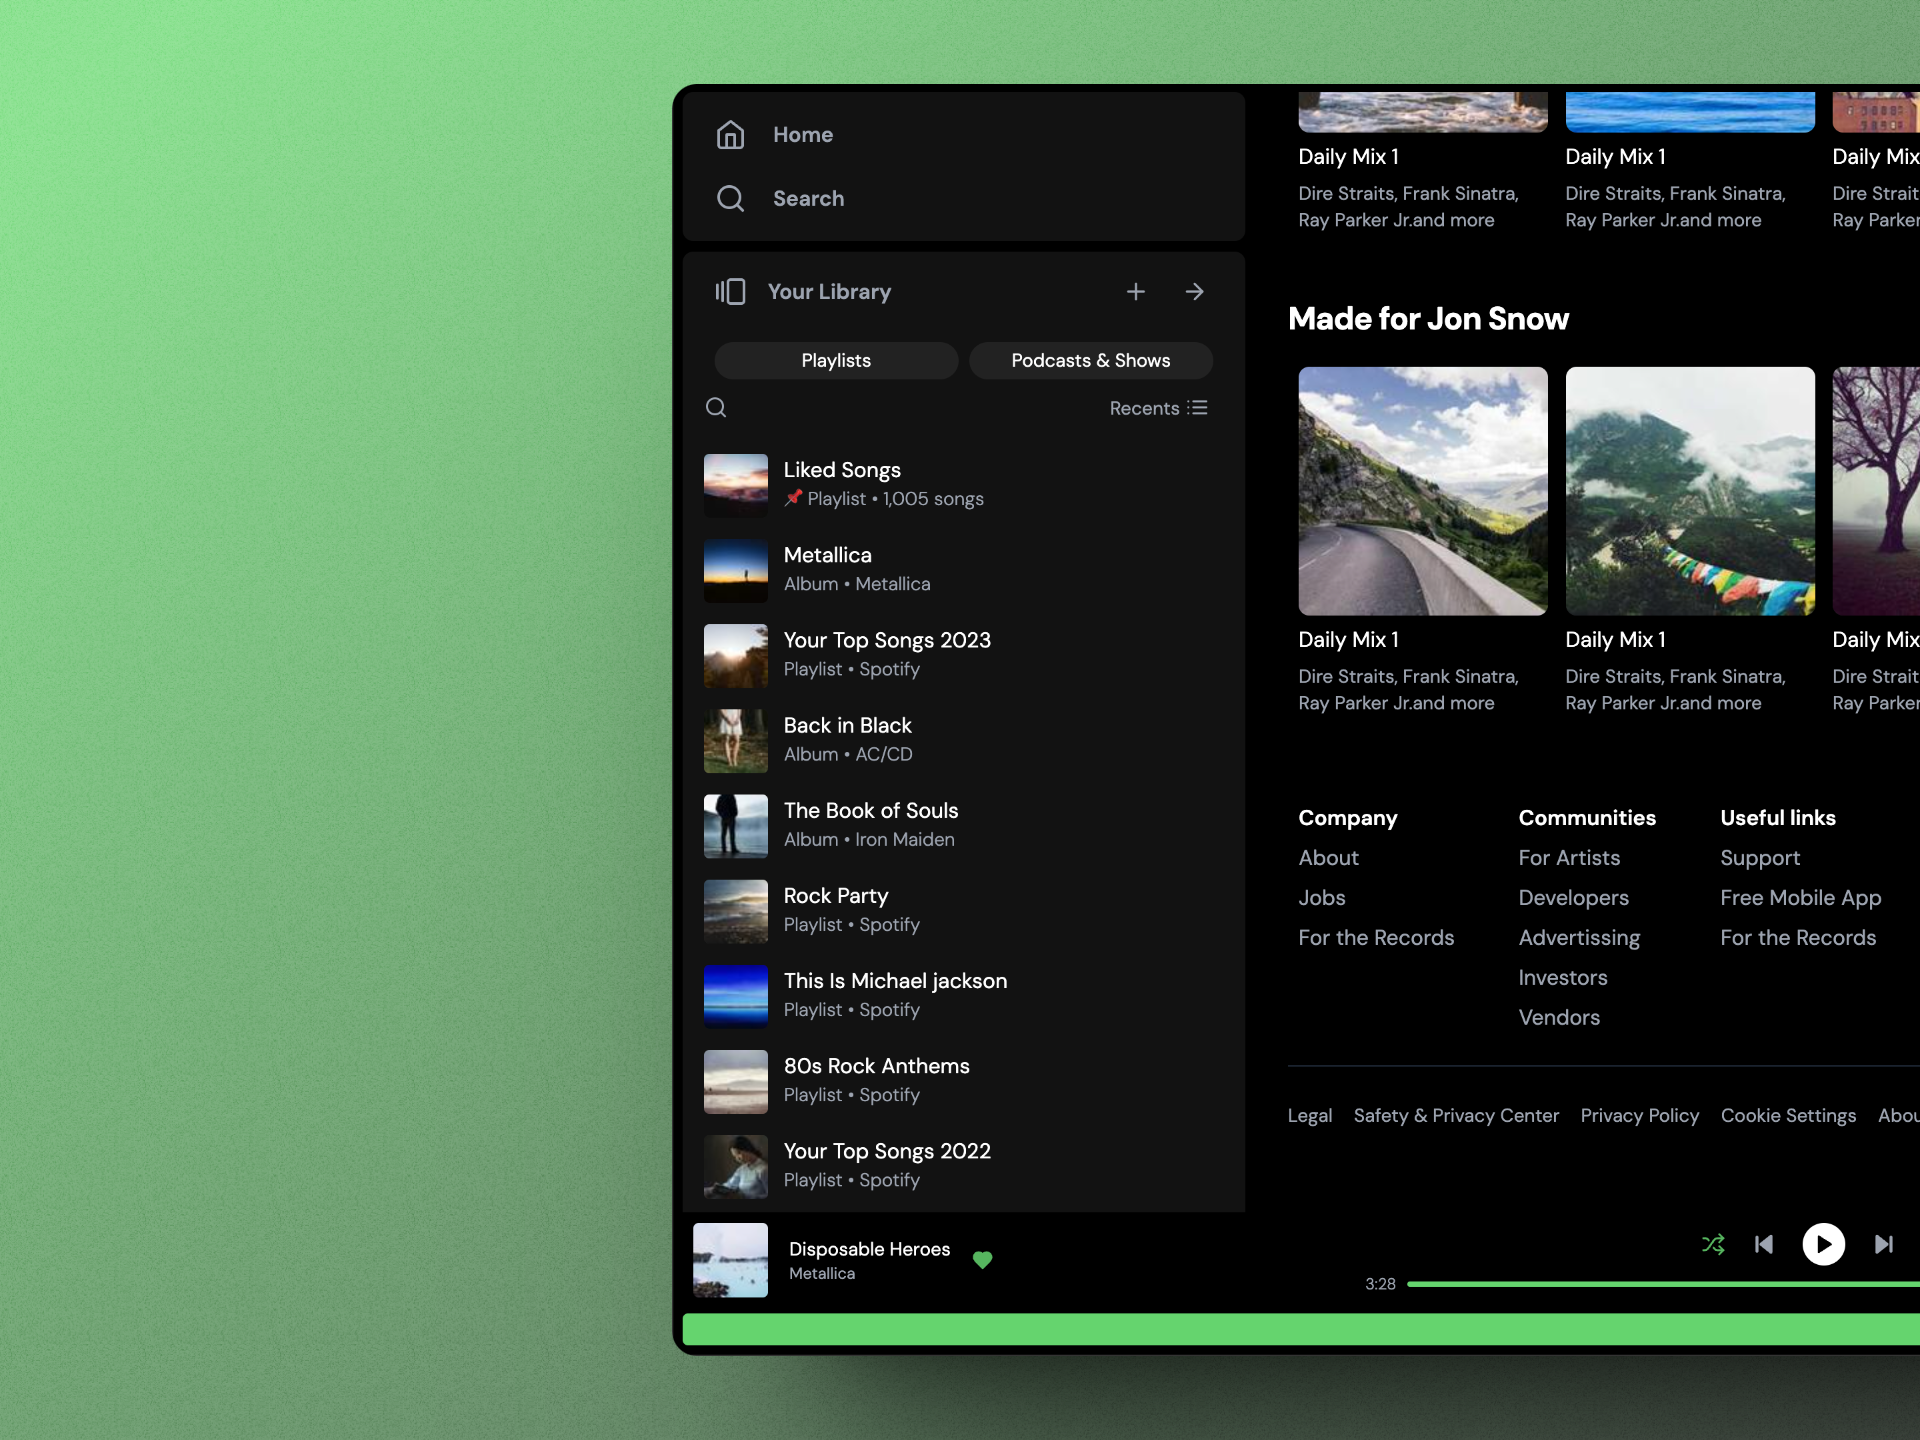 Home
Search
Your Library
Playlists
Podcasts & Shows
Recents
Liked Songs
Playlist • 1,005 songs
Metallica
Album • Metallica
Your Top Songs 2023
Playlist • Spotify
Back in Black
Album • AC/CD
The Book of Souls
Album • Iron Maiden
Rock Party
Playlist • Spotify
This Is Michael jackson
Playlist • Spotify
80s Rock Anthems
Playlist • Spotify
Your Top Songs 2022
Playlist • Spotify
Daily Mix 1
Dire Straits, Frank Sinatra,
Ray Parker Jr.and more
Daily Mix 1
Dire Straits, Frank Sinatra,
Ray Parker Jr.and more
Daily Mix
Dire
Ray
Made for Jon Snow
Daily Mix 1
Dire Straits, Frank Sinatra,
Ray Parker Jr.and more
Daily Mix 1
Dire Straits, Frank Sinatra,
Ray Parker Jr.and more
Daily Mix
Dire
Ray
Company
About
Jobs
For the Records
Communities
For Artists
Developers
Advertissing
Investors
Vendors
Useful links
Support
Free Mobile App
For the Records
Legal Safety & Privacy Center Privacy Policy Cookie Settings
Disposable Heroes
Metallica
3:28